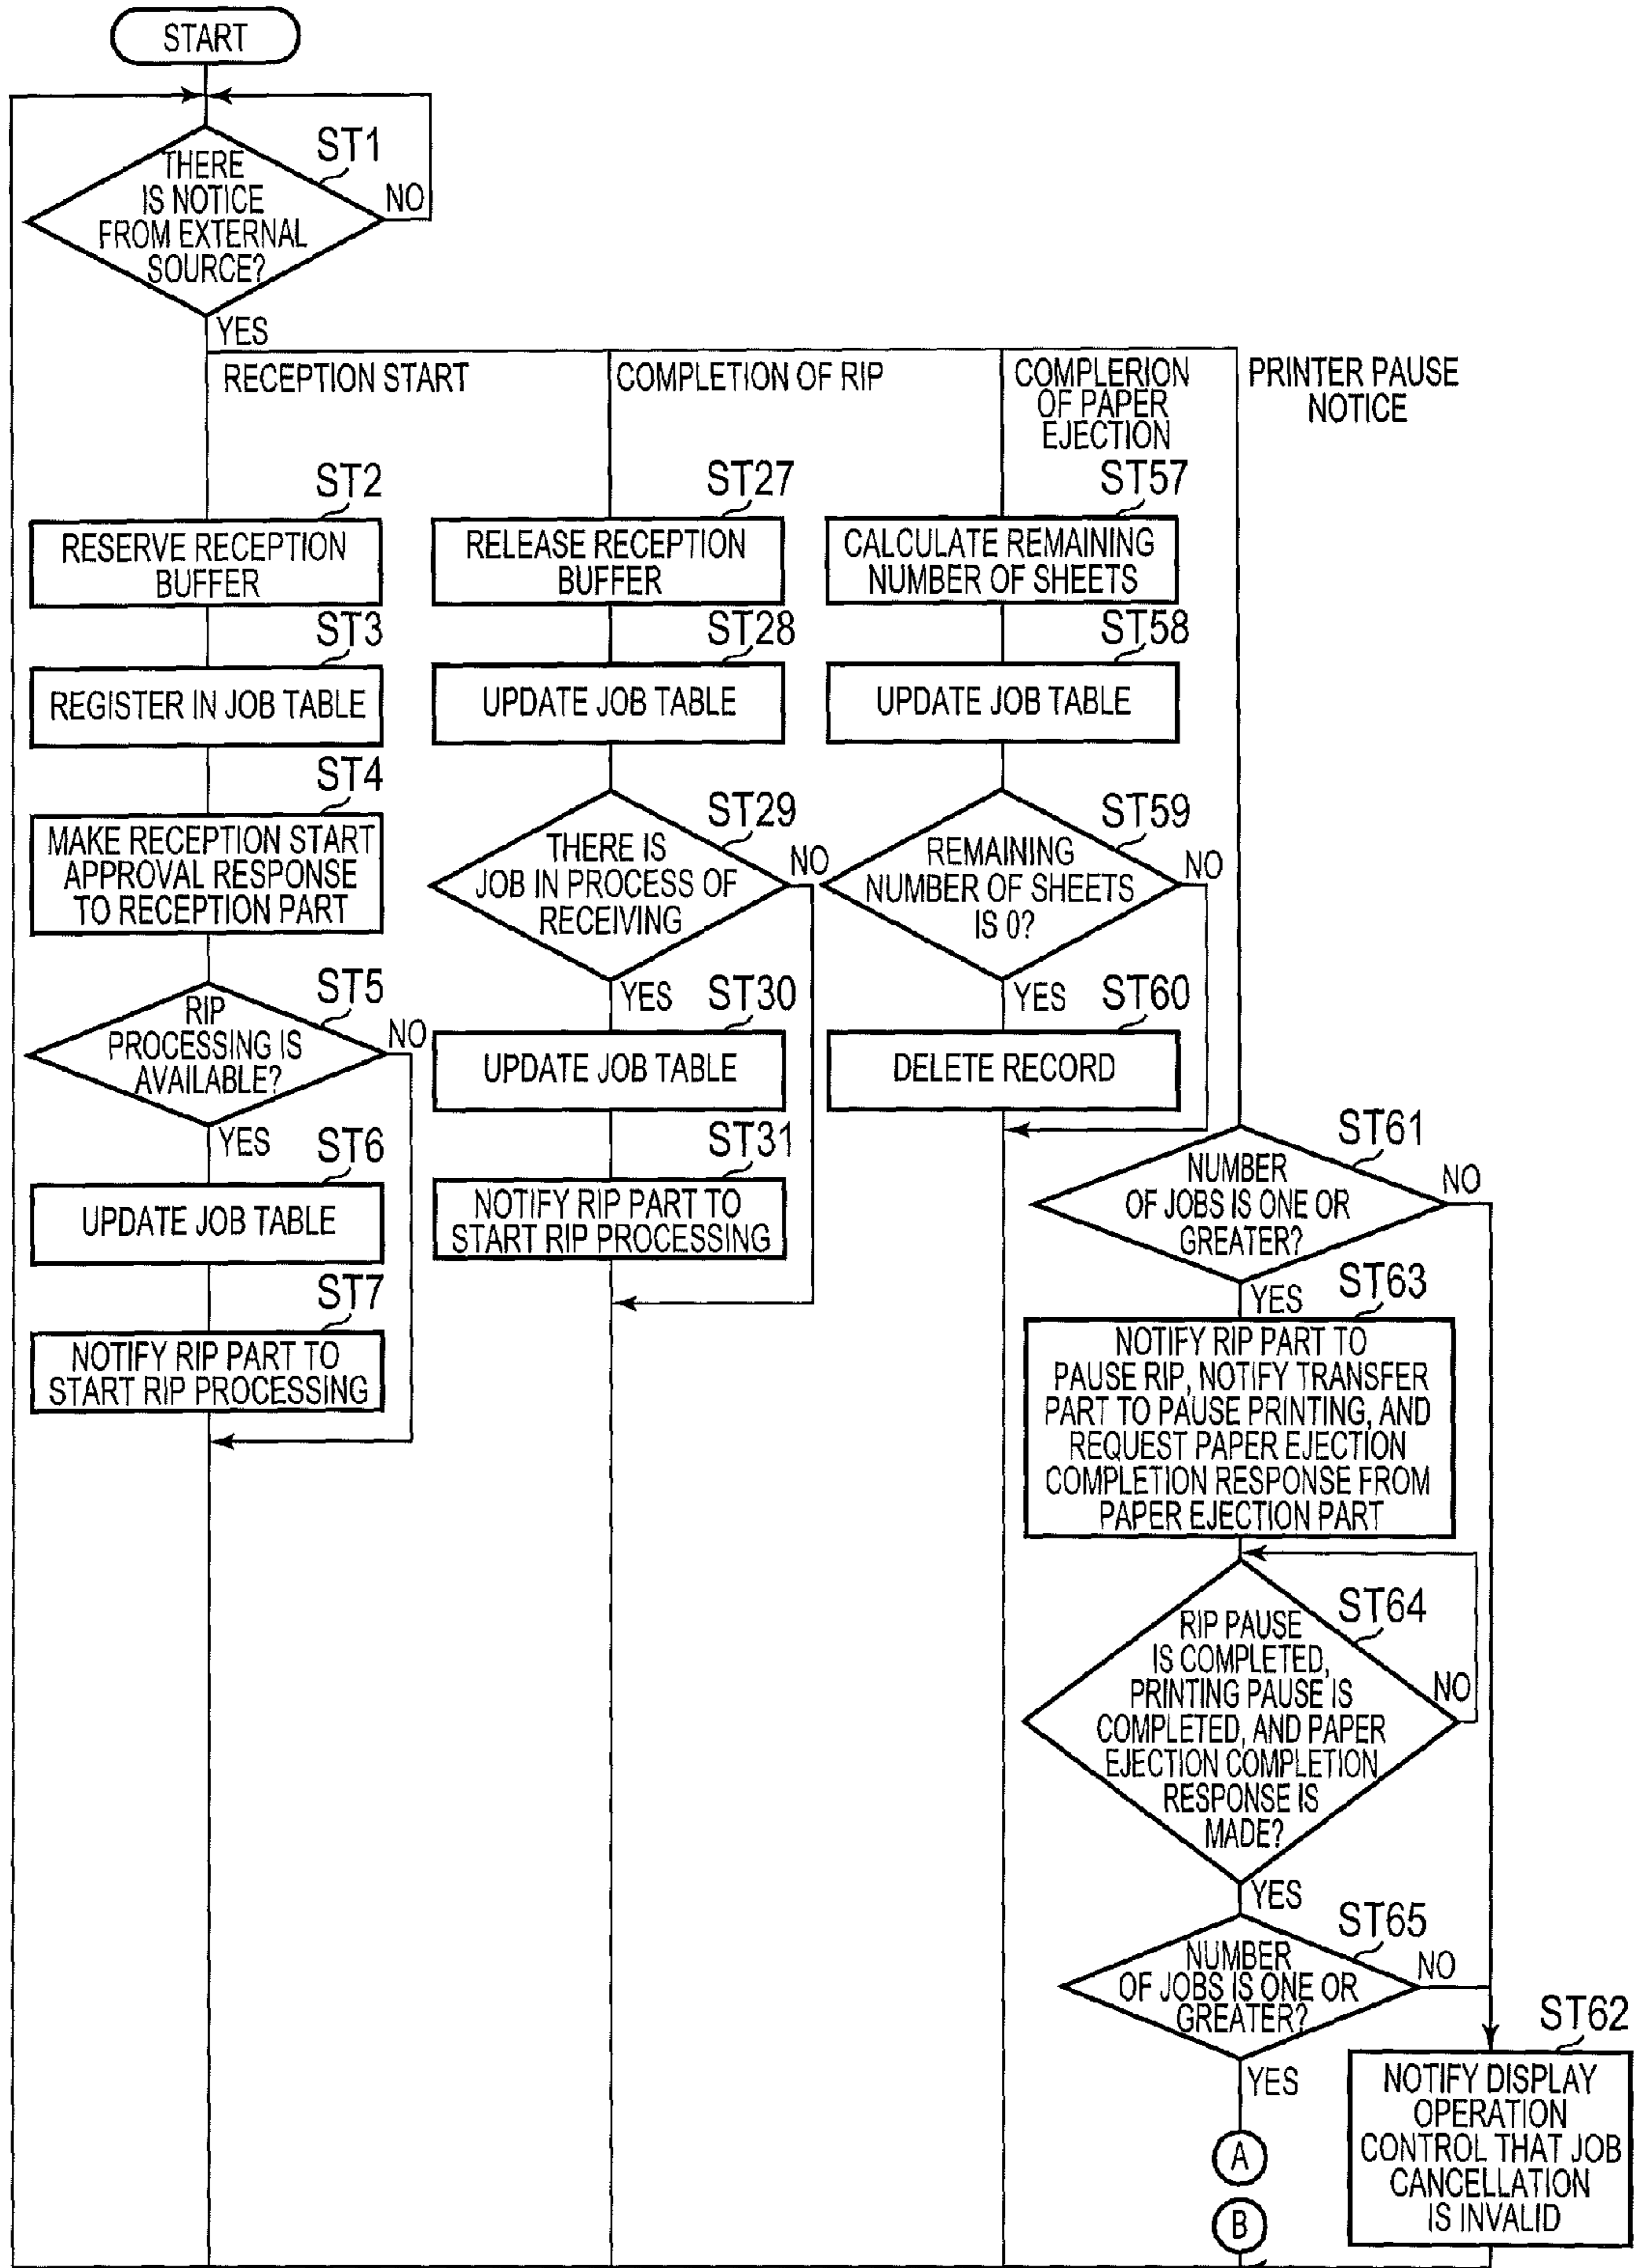 START
ST1
THERE
IS NOTICE
FROM EXTERNAL
SOURCE?
NO
YES
RECEPTION START
COMPLETION OF RIP
COMPLERION
OF PAPER
EJECTION
PRINTER PAUSE
NOTICE
ST2
RESERVE RECEPTION
BUFFER
ST3
REGISTER IN JOB TABLE
ST4
MAKE RECEPTION START
APPROVAL RESPONSE
TO RECEPTION PART
ST5
RIP
PROCESSING IS
AVAILABLE?
NO
YES
ST6
UPDATE JOB TABLE
ST7
NOTIFY RIP PART TO
START RIP PROCESSING
ST27
RELEASE RECEPTION
BUFFER
ST28
UPDATE JOB TABLE
ST29
THERE IS
JOB IN PROCESS OF
RECEIVING
NO
YES
ST30
UPDATE JOB TABLE
ST31
NOTIFY RIP PART TO
START RIP PROCESSING
ST57
CALCULATE REMAINING
NUMBER OF SHEETS
ST58
UPDATE JOB TABLE
ST59
REMAINING
NUMBER OF SHEETS
IS 0?
NO
YES
ST60
DELETE RECORD
ST61
NUMBER
OF JOBS IS ONE OR
GREATER?
NO
YES
ST63
NOTIFY RIP PART TO
PAUSE RIP, NOTIFY TRANSFER
PART TO PAUSE PRINTING, AND
REQUEST PAPER EJECTION
COMPLETION RESPONSE FROM
PAPER EJECTION PART
ST64
RIP PAUSE
IS COMPLETED,
PRINTING PAUSE IS
COMPLETED, AND PAPER
EJECTION COMPLETION
RESPONSE IS
MADE?
NO
YES
ST65
NUMBER
OF JOBS IS ONE OR
GREATER?
NO
YES
ST62
NOTIFY DISPLAY
OPERATION
CONTROL THAT JOB
CANCELLATION
IS INVALID
A
B